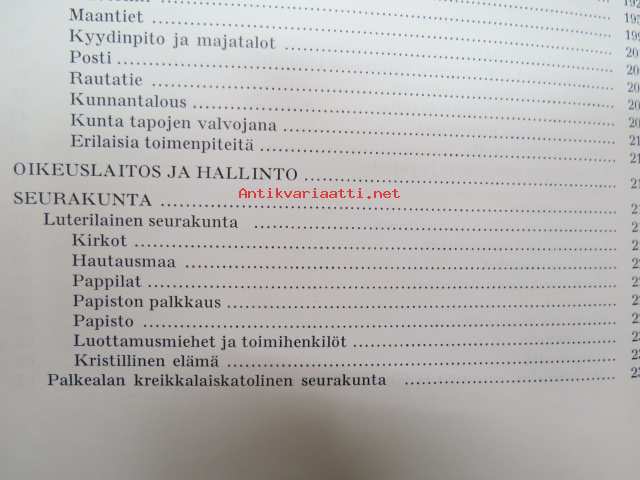 Maantiet
Kyydinpito ja majatalot
Posti
Rautatie
Kunnantalous
Kunta tapojen valvojana
Erilaisia toimenpiteitä
OIKEUSLAITOS JA HALLINTO
Antikvariaatti.net
SEURAKUNTA
Luterilainen seurakunta
Kirkot
Hautausmaa
Pappilat
Papiston palkkaus
Papisto
Luottamusmiehet ja toimihenkilöt
Kristillinen elämä
Palkealan kreikkalaiskatolinen seurakunta